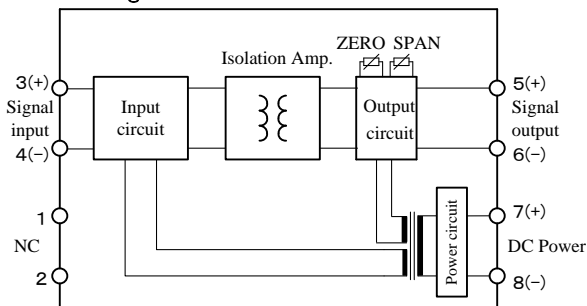 ZERO SPAN
Isolation Amp.
3(+)
Signal
input
4(-)
Input
circuit
Output
circuit
5(+)
Signal
output
6(-)
1
NC
2
Power circuit
7(+)
DC Power
8(-)